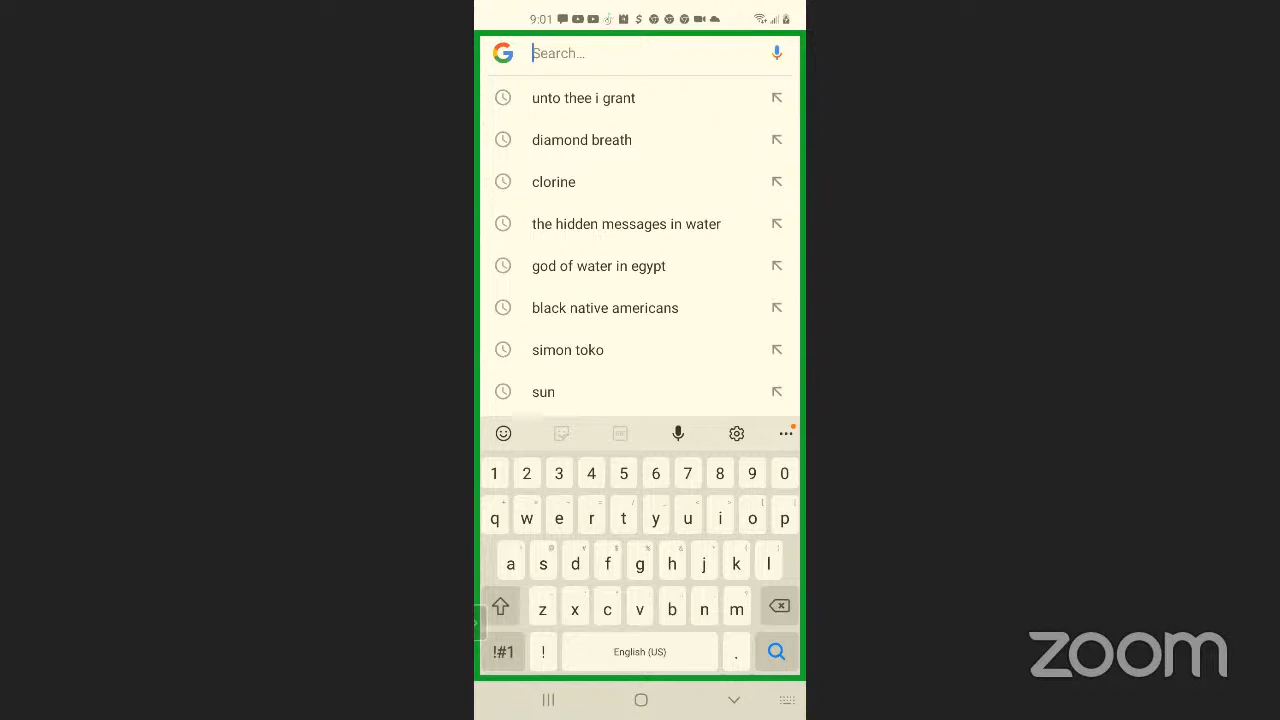 9:01
Search...
unto thee i grant
diamond breath
clorine
the hidden messages in water
god of water in egypt
black native americans
simon toko
sun
1 2 3 4 5 6 7 8 9 0
q w e r t y u i o p
a s d f g h j k l
z x c v b n m
!#1 ! English (US) .
zoom